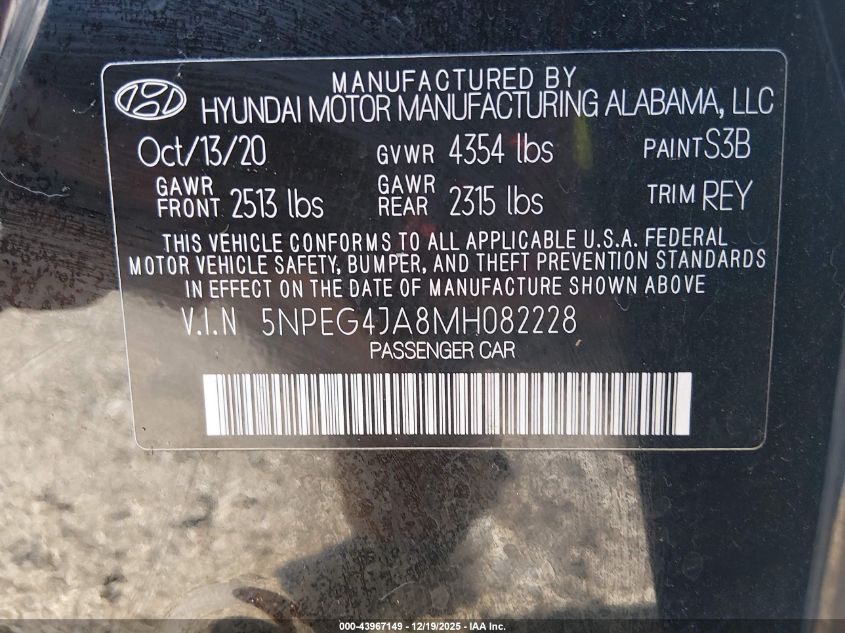 MANUFACTURED BY
HYUNDAI MOTOR MANUFACTURING ALABAMA, LLC
Oct/13/20 GVWR 4354 lbs PAINT S3B
GAWR FRONT 2513 lbs GAWR REAR 2315 lbs TRIM REY
THIS VEHICLE CONFORMS TO ALL APPLICABLE U.S.A. FEDERAL
MOTOR VEHICLE SAFETY, BUMPER, AND THEFT PREVENTION STANDARDS
IN EFFECT ON THE DATE OF MANUFACTURE SHOWN ABOVE
V.I.N 5NPEG4JA8MH082228
PASSENGER CAR
000-43967149 - 12/19/2025 - IAA Inc.